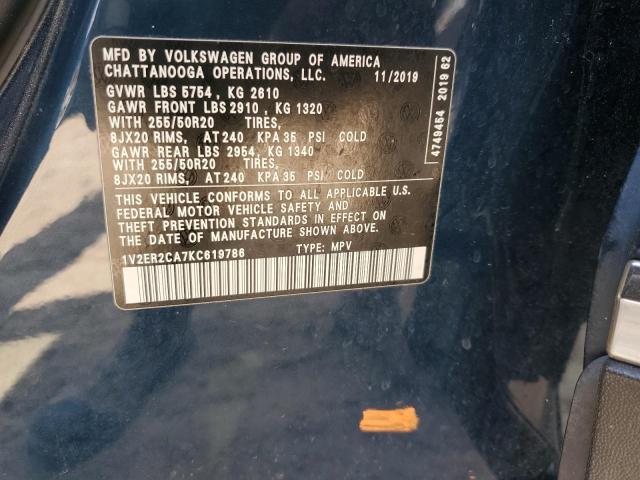 MFD BY VOLKSWAGEN GROUP OF AMERICA
CHATTANOOGA OPERATIONS, LLC. 11/2019
GVWR LBS 5754 , KG 2610
GAWR FRONT LBS 2910 , KG 1320
WITH 255/50R20 TIRES,
8JX20 RIMS, AT 240 KPA 35 PSI COLD
GAWR REAR LBS 2954, KG 1340
WITH 255/50R20 TIRES,
8JX20 RIMS, AT 240 KPA 35 PSI COLD
THIS VEHICLE CONFORMS TO ALL APPLICABLE U.S.
FEDERAL MOTOR VEHICLE SAFETY AND
THEFT PREVENTION STANDARDS IN EFFECT ON
DATE OF MANUFACTURE SHOWN ABOVE.
1V2ER2CA7KC619786 TYPE: MPV
4749454 2019 62